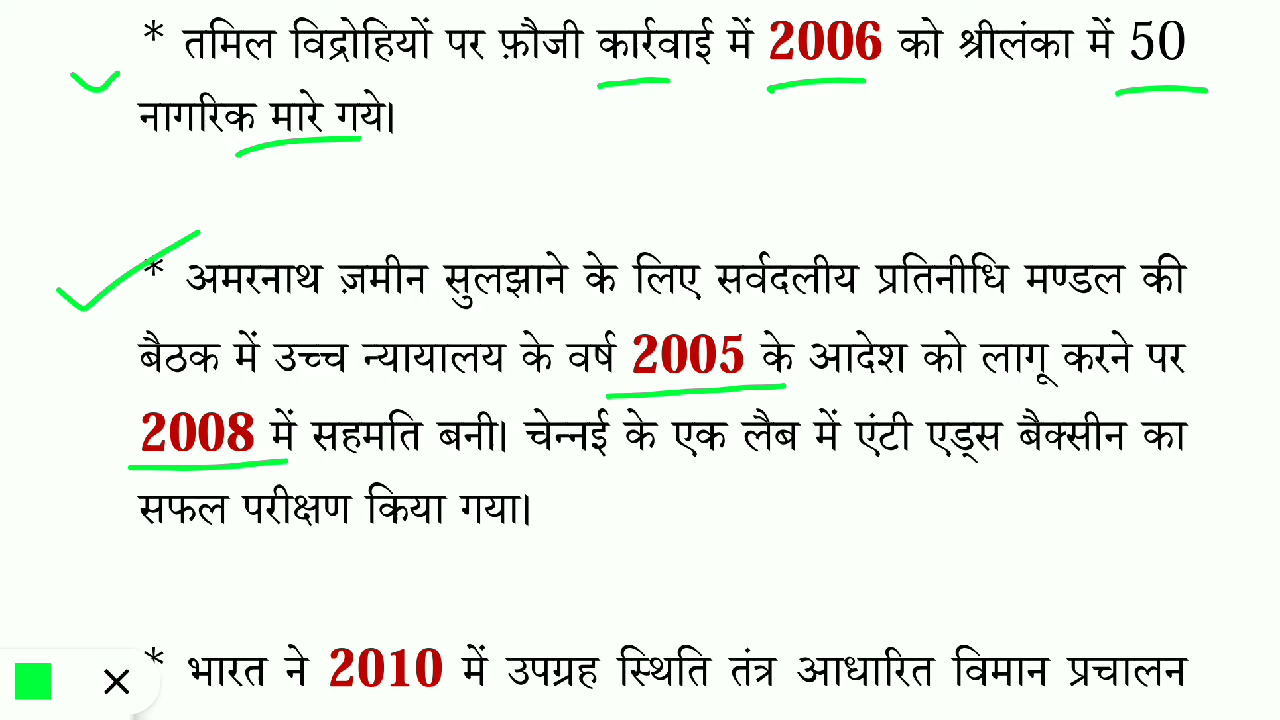 * तमिल विद्रोहियों पर फ़ौजी कार्रवाई में 2006 को श्रीलंका में 50
नागरिक मारे गये।
* अमरनाथ ज़मीन सुलझाने के लिए सर्वदलीय प्रतिनीधि मण्डल की
बैठक में उच्च न्यायालय के वर्ष 2005 के आदेश को लागू करने पर
2008 में सहमति बनी। चेन्नई के एक लैब में एंटी एड्स बैक्सीन का
सफल परीक्षण किया गया।
* भारत ने 2010 में उपग्रह स्थिति तंत्र आधारित विमान प्रचालन